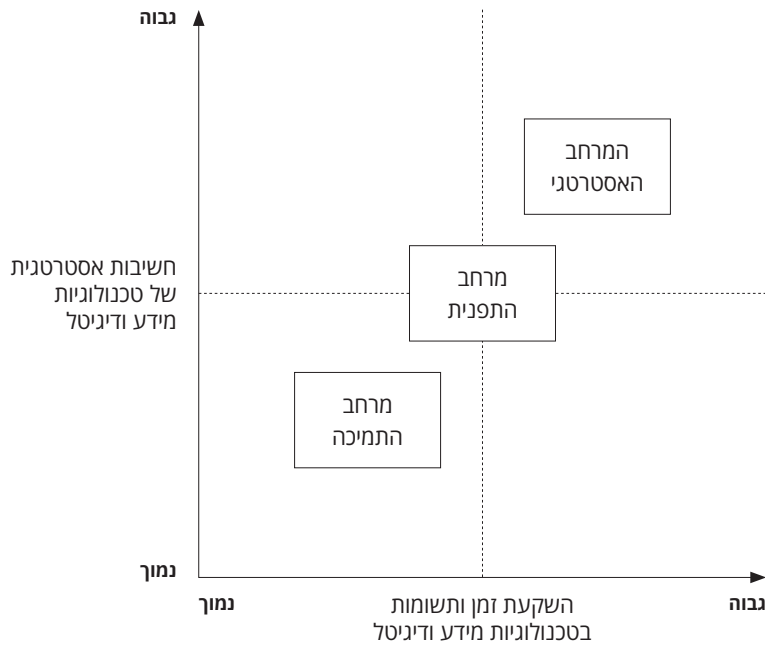 גבוה
המרחב
האסטרטגי
חשיבות אסטרטגית
של טכנולוגיות
מידע ודיגיטל
מרחב
התפנית
מרחב
התמיכה
נמוך
נמוך
השקעת זמן ותשומות
בטכנולוגיות מידע ודיגיטל
גבוה